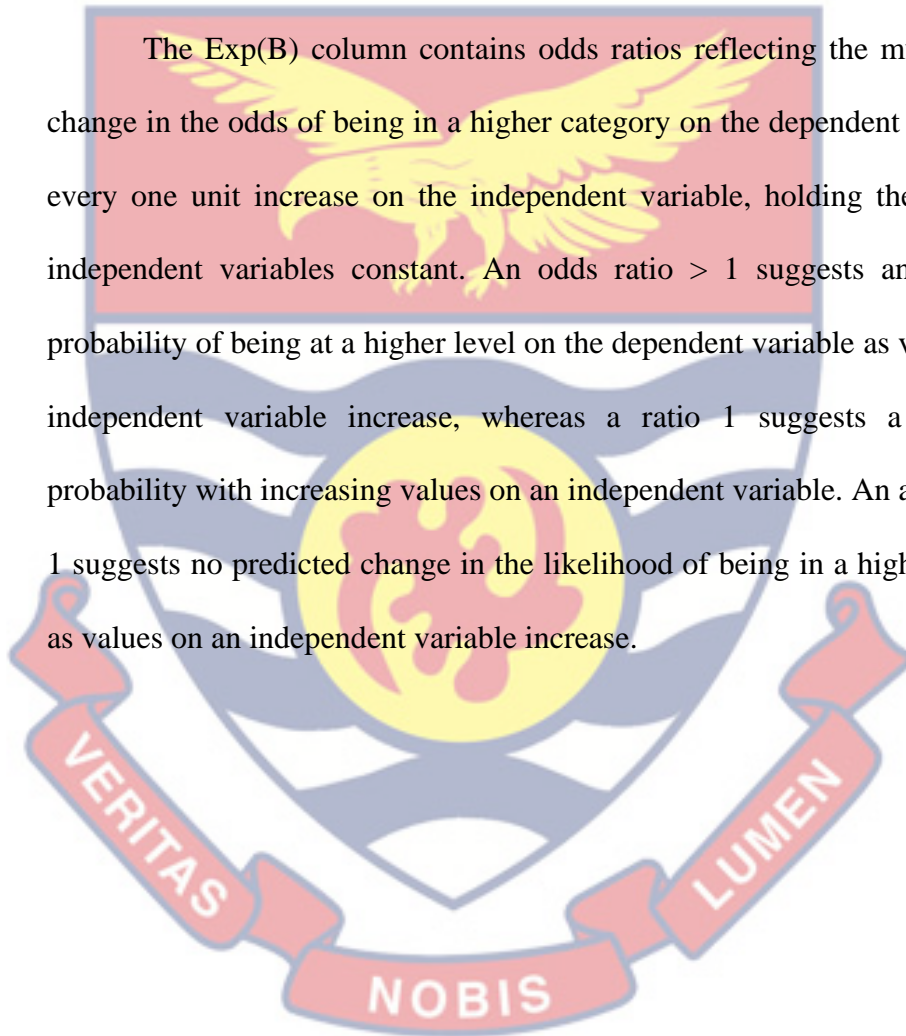 The Exp(B) column contains odds ratios reflecting the m
change in the odds of being in a higher category on the dependent
every one unit increase on the independent variable, holding the
independent variables constant. An odds ratio > 1 suggests an
probability of being at a higher level on the dependent variable as v
independent variable increase, whereas a ratio 1 suggests a
probability with increasing values on an independent variable. An a
1 suggests no predicted change in the likelihood of being in a high
as values on an independent variable increase.
VERITAS
NOBIS
LUMEN